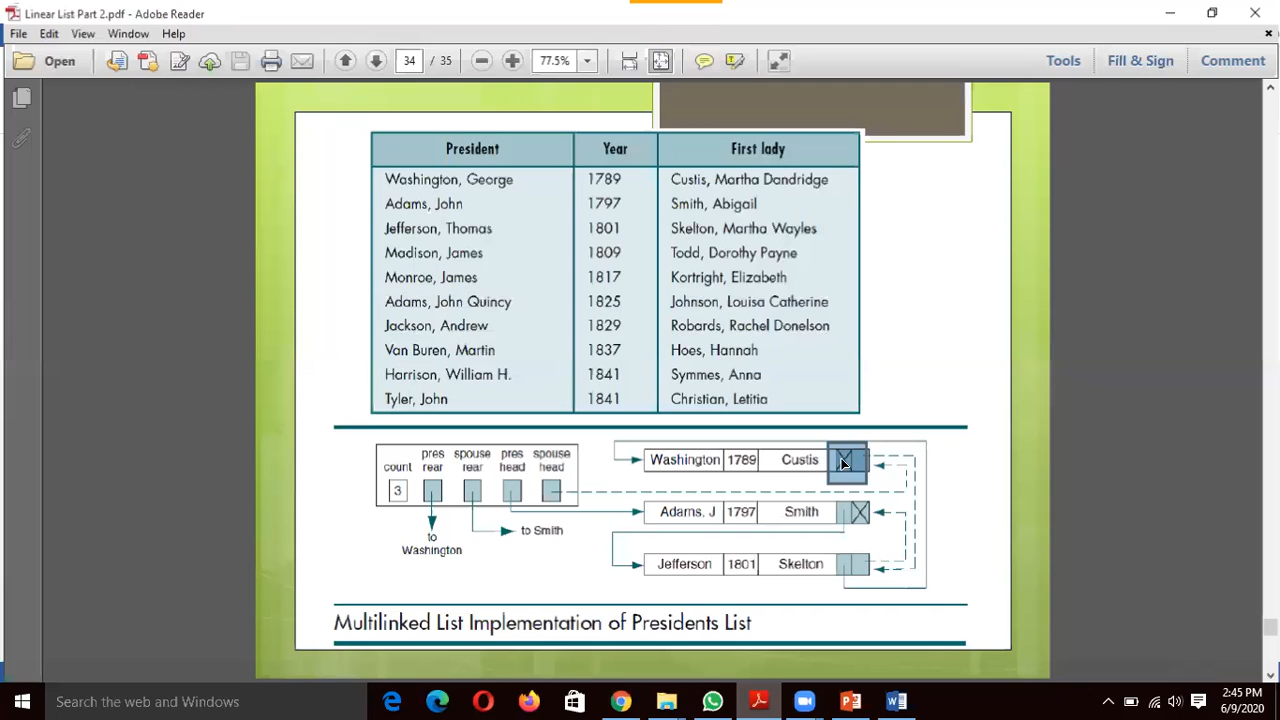 Linear List Part 2.pdf - Adobe Reader
File Edit View Window Help
Open 34 / 35 77.5% Tools Fill & Sign Comment
President Year First lady
Washington, George 1789 Custis, Martha Dandridge
Adams, John 1797 Smith, Abigail
Jefferson, Thomas 1801 Skelton, Martha Wayles
Madison, James 1809 Todd, Dorothy Payne
Monroe, James 1817 Kortright, Elizabeth
Adams, John Quincy 1825 Johnson, Louisa Catherine
Jackson, Andrew 1829 Robards, Rachel Donelson
Van Buren, Martin 1837 Hoes, Hannah
Harrison, William H. 1841 Symmes, Anna
Tyler, John 1841 Christian, Letitia
count pres rear spouse rear pres head spouse head
3
to Washington
to Smith
Washington 1789 Custis
Adams. J 1797 Smith
Jefferson 1801 Skelton
Multilinked List Implementation of Presidents List
Search the web and Windows
2:45 PM
6/9/2020